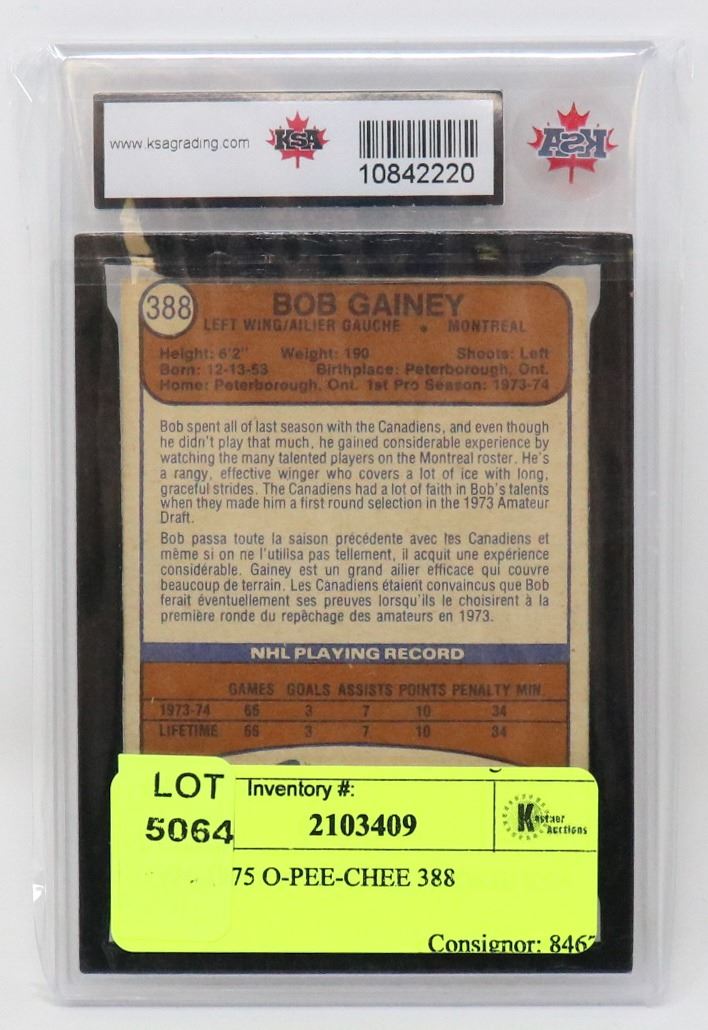 www.ksagrading.com
KSA
10842220
KSA
388
BOB GAINEY
LEFT WING/AILIER GAUCHE • MONTREAL
Height: 6'2" Weight: 190 Shoots: Left
Born: 12-13-53 Birthplace: Peterborough, Ont.
Home: Peterborough, Ont. 1st Pro Season: 1973-74
Bob spent all of last season with the Canadiens, and even though
he didn't play that much, he gained considerable experience by
watching the many talented players on the Montreal roster. He's
a rangy, effective winger who covers a lot of ice with long,
graceful strides. The Canadiens had a lot of faith in Bob's talents
when they made him a first round selection in the 1973 Amateur
Draft.
Bob passa toute la saison précédente avec les Canadiens et
même si on ne l'utilisa pas tellement, il acquit une expérience
considérable. Gainey est un grand ailier efficace qui couvre
beaucoup de terrain. Les Canadiens étaient convaincus que Bob
ferait éventuellement ses preuves lorsqu'ils le choisirent à la
première ronde du repêchage des amateurs en 1973.
NHL PLAYING RECORD
GAMES GOALS ASSISTS POINTS PENALTY MIN.
1973-74 66 3 7 10 34
LIFETIME 66 3 7 10 34
LOT
5064
Inventory #:
2103409
Kastner
Auctions
75 O-PEE-CHEE 388
Consignor: 846